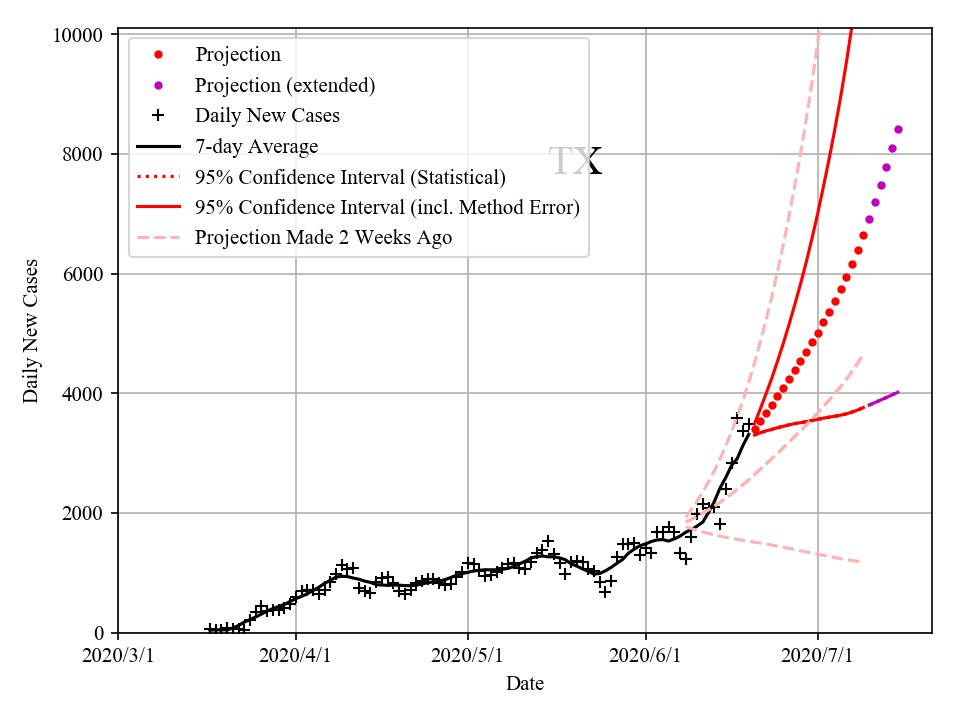 10000
8000
6000
4000
2000
0
Daily New Cases
Projection
Projection (extended)
Daily New Cases
7-day Average
95% Confidence Interval (Statistical)
95% Confidence Interval (incl. Method Error)
Projection Made 2 Weeks Ago
TX
2020/3/1 2020/4/1 2020/5/1 2020/6/1 2020/7/1
Date